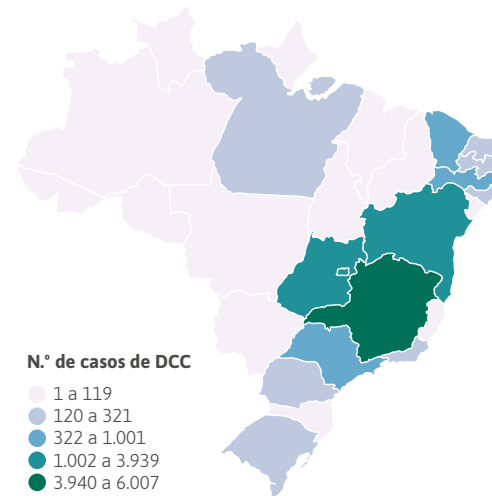 N.° de casos de DCC
1 a 119
120 a 321
322 a 1.001
1.002 a 3.939
3.940 a 6.007